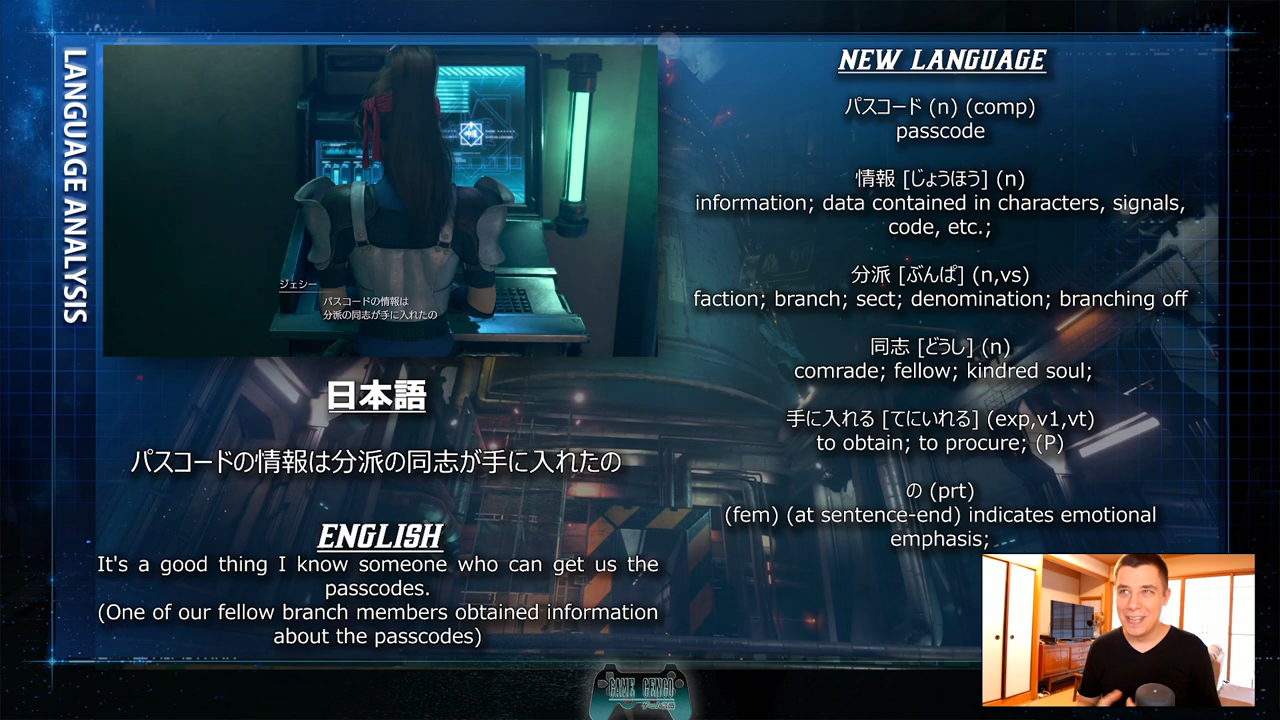 LANGUAGE ANALYSIS
ジェシー
パスコードの情報は
分派の同志が手に入れたの
日本語
パスコードの情報は分派の同志が手に入れたの
ENGLISH
It's a good thing I know someone who can get us the
passcodes.
(One of our fellow branch members obtained information
about the passcodes)
NEW LANGUAGE
パスコード (n) (comp)
passcode
情報 [じょうほう] (n)
information; data contained in characters, signals,
code, etc.;
分派 [ぶんぱ] (n,vs)
faction; branch; sect; denomination; branching off
同志 [どうし] (n)
comrade; fellow; kindred soul;
手に入れる [てにいれる] (exp,v1,vt)
to obtain; to procure; (P)
の (prt)
(fem) (at sentence-end) indicates emotional
emphasis;
GAME GENGO
ゲーム言語